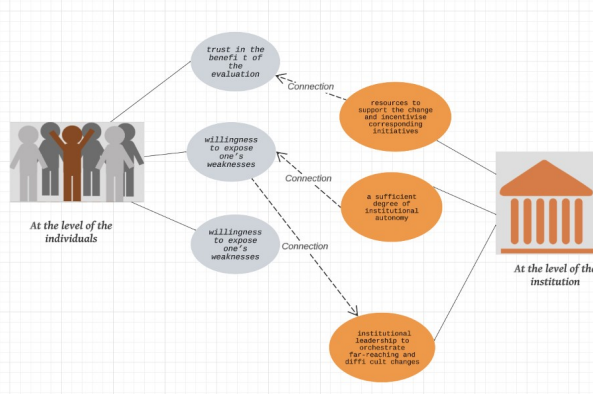 trust in the
benefi t of
the
evaluation
Connection
resources to
support the change
and incentivise
corresponding
initiatives
willingness
to expose
one's
weaknesses
Connection
a sufficient
degree of
institutional
autonomy
At the level of the
individuals
willingness
to expose
one's
weaknesses
Connection
At the level of the
institution
institutional
leadership to
orchestrate
far-reaching and
diffi cult changes